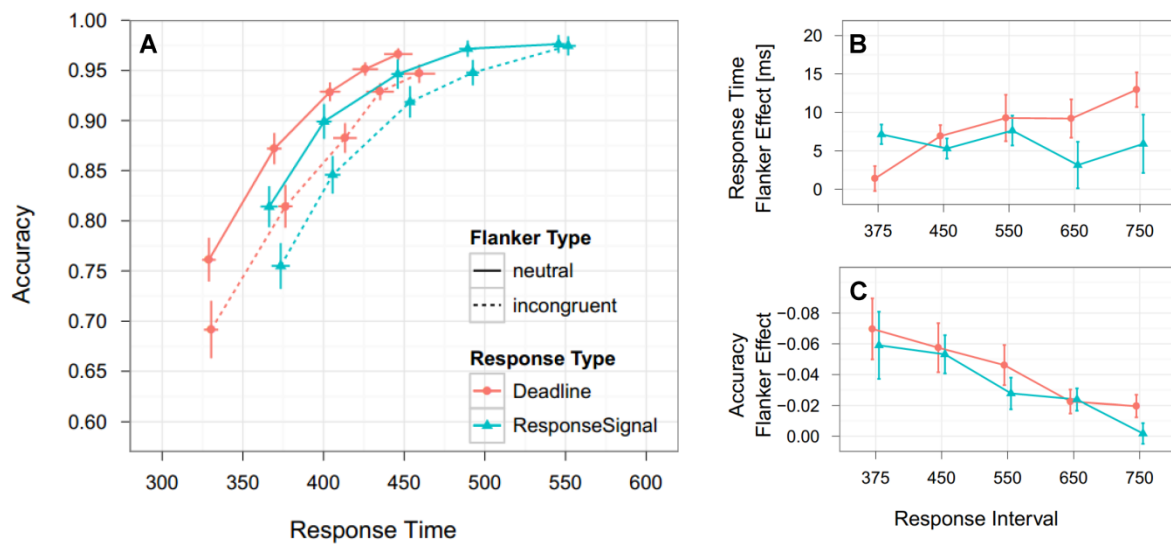 A
1.00
0.95
0.90
0.85
0.80
0.75
0.70
0.65
0.60
Accuracy
300
350
400
450
500
550
600
Response Time
Flanker Type
neutral
incongruent
Response Type
Deadline
ResponseSignal
B
20
15
10
5
0
Response Time
Flanker Effect [ms]
375
450
550
650
750
C
−0.08
−0.06
−0.04
−0.02
0.00
Accuracy
Flanker Effect
375
450
550
650
750
Response Interval